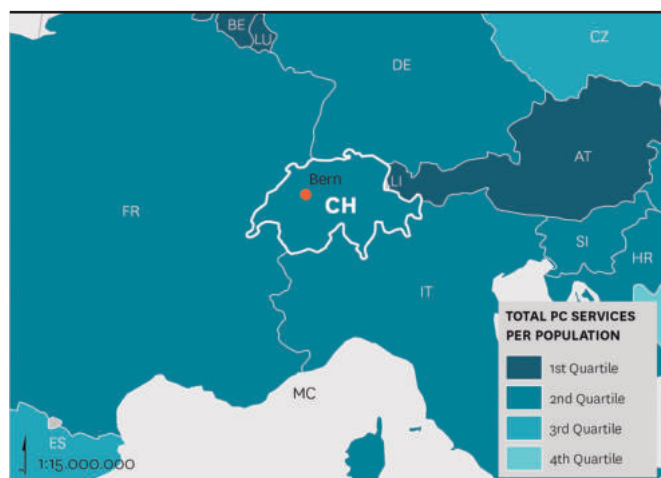 BE
LU
CZ
DE
AT
LI
Bern
CH
FR
SI
HR
IT
TOTAL PC SERVICES
PER POPULATION
1st Quartile
2nd Quartile
3rd Quartile
4th Quartile
MC
ES
1:15.000.000